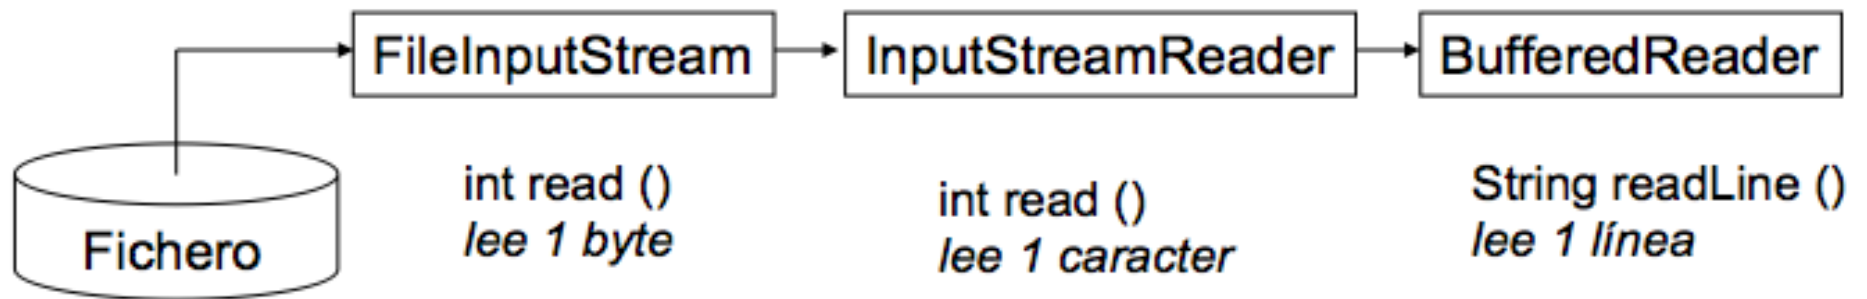 FileInputStream
InputStreamReader
BufferedReader
Fichero
int read ()
lee 1 byte
int read ()
lee 1 caracter
String readLine ()
lee 1 línea